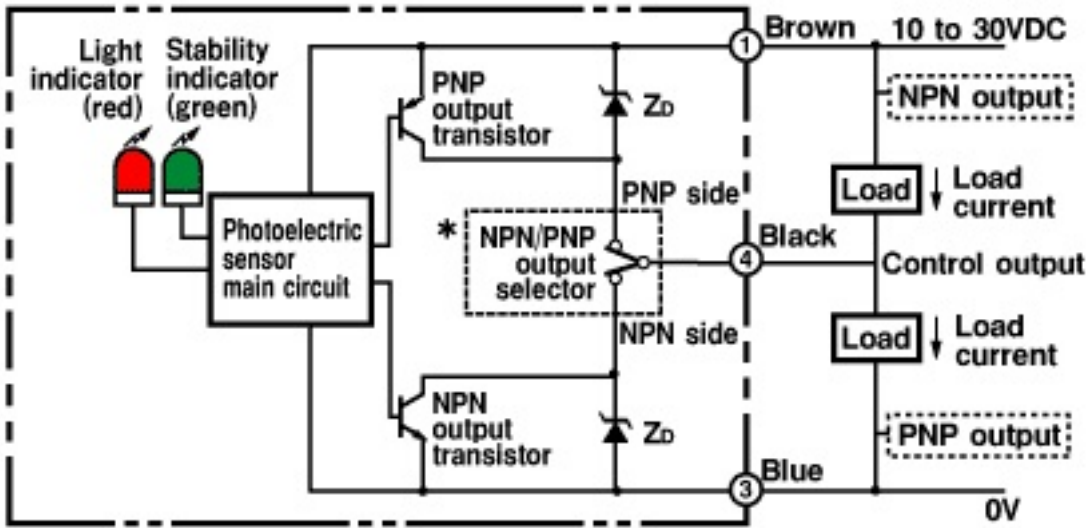 Light
indicator
(red)
Stability
indicator
(green)
PNP
output
transistor
ZD
1
Brown
10 to 30VDC
NPN output
Load
Load
current
PNP side
*
NPN/PNP
output
selector
4
Black
Control output
Photoelectric
sensor
main circuit
NPN side
Load
Load
current
NPN
output
transistor
ZD
PNP output
3
Blue
0V